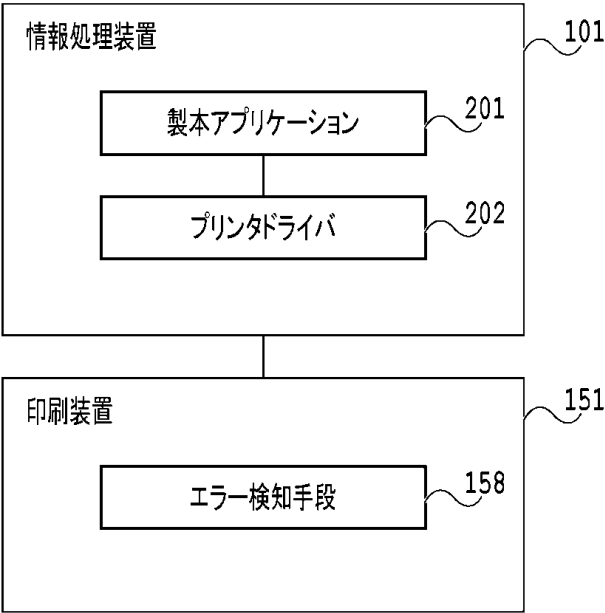 情報処理装置
101
製本アプリケーション
201
プリンタドライバ
202
印刷装置
151
エラー検知手段
158